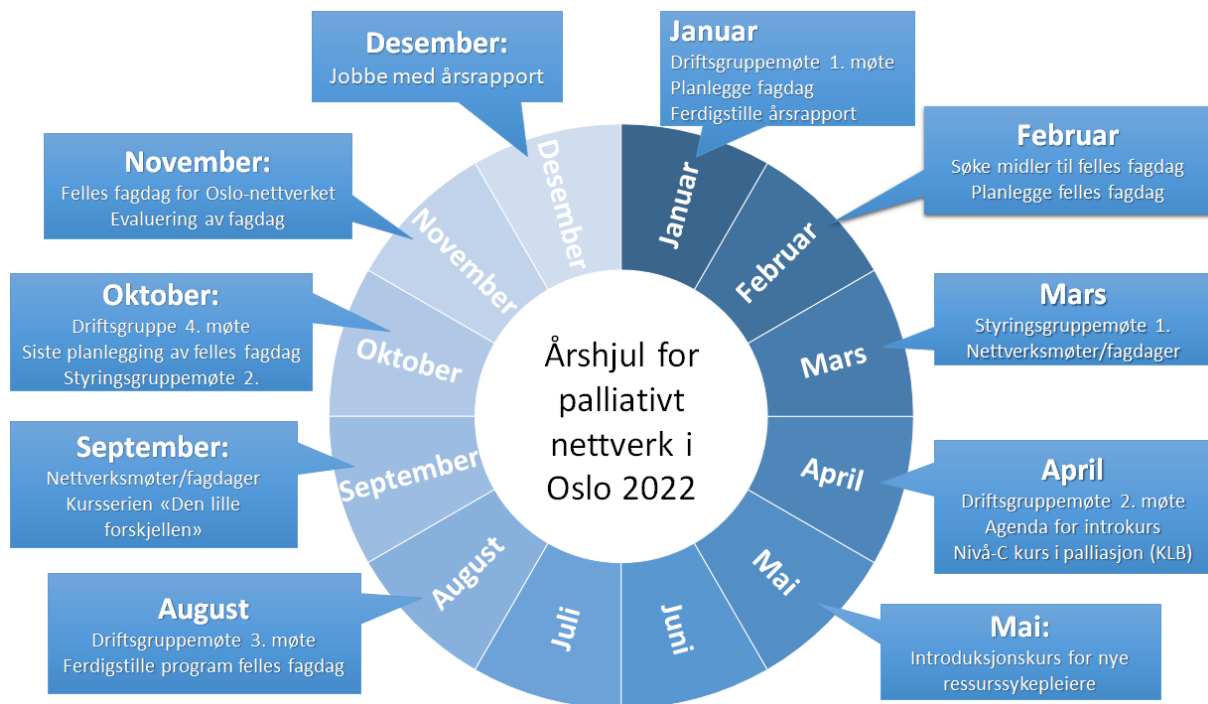 Januar
Driftsgruppemøte 1. møte
Planlegge fagdag
Ferdigstille årsrapport
Februar
Søke midler til felles fagdag
Planlegge felles fagdag
Mars
Styringsgruppemøte 1.
Nettverksmøter/fagdager
April
Driftsgruppemøte 2. møte
Agenda for introkurs
Nivå-C kurs i palliasjon (KLB)
Mai:
Introduksjonskurs for nye
ressurssykepleiere
August
Driftsgruppemøte 3. møte
Ferdigstille program felles fagdag
September:
Nettverksmøter/fagdager
Kursserien «Den lille
forskjellen»
Oktober:
Driftsgruppe 4. møte
Siste planlegging av felles fagdag
Styringsgruppemøte 2.
November:
Felles fagdag for Oslo-nettverket
Evaluering av fagdag
Desember:
Jobbe med årsrapport
Januar
Februar
Mars
April
Mai
Juni
Juli
August
September
Oktober
November
Desember
Årshjul for
palliativt
nettverk i
Oslo 2022